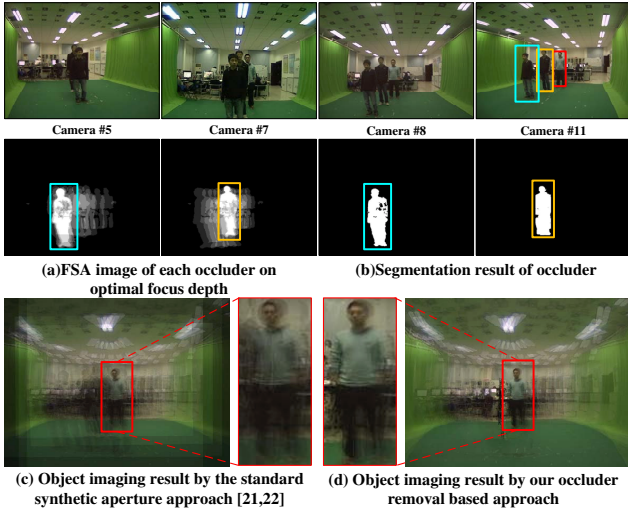 Camera #5
Camera #7
Camera #8
Camera #11
(a)FSA image of each occluder on
optimal focus depth
(b)Segmentation result of occluder
(c) Object imaging result by the standard
synthetic aperture approach [21,22]
(d) Object imaging result by our occluder
removal based approach